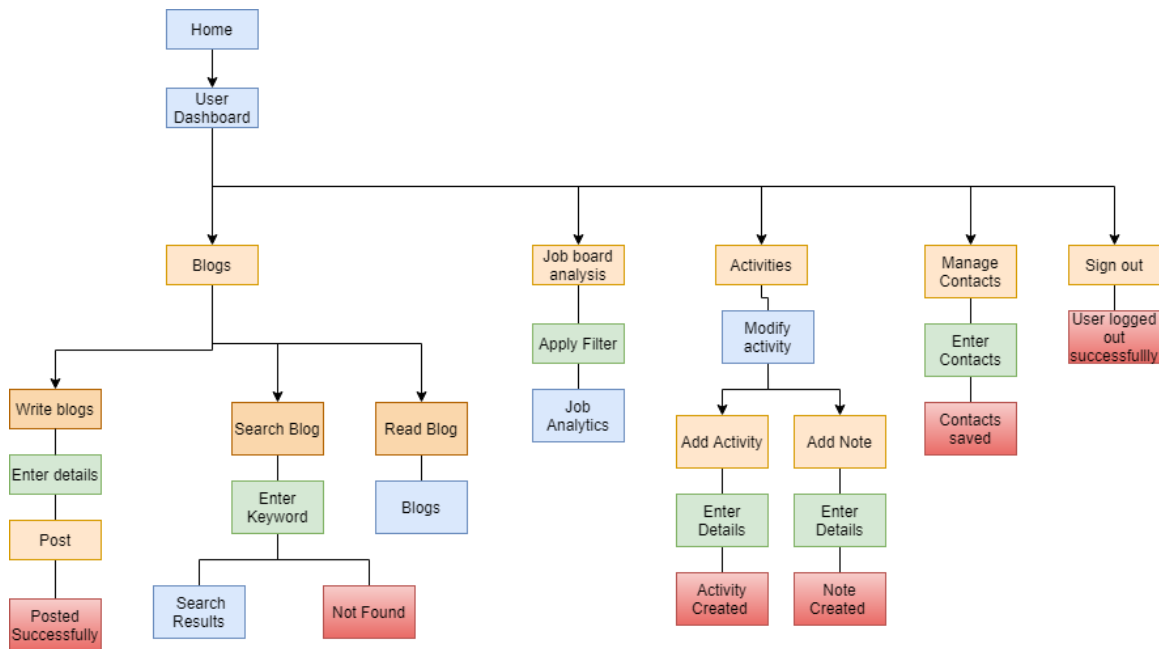 Home
User
Dashboard
Blogs
Job board
analysis
Activities
Manage
Contacts
Sign out
Apply Filter
Modify
activity
Enter
Contacts
User logged
out
successfullly
Write blogs
Search Blog
Read Blog
Job
Analytics
Add Activity
Add Note
Contacts
saved
Enter details
Enter
Keyword
Blogs
Enter
Details
Enter
Details
Post
Posted
Successfully
Search
Results
Not Found
Activity
Created
Note
Created